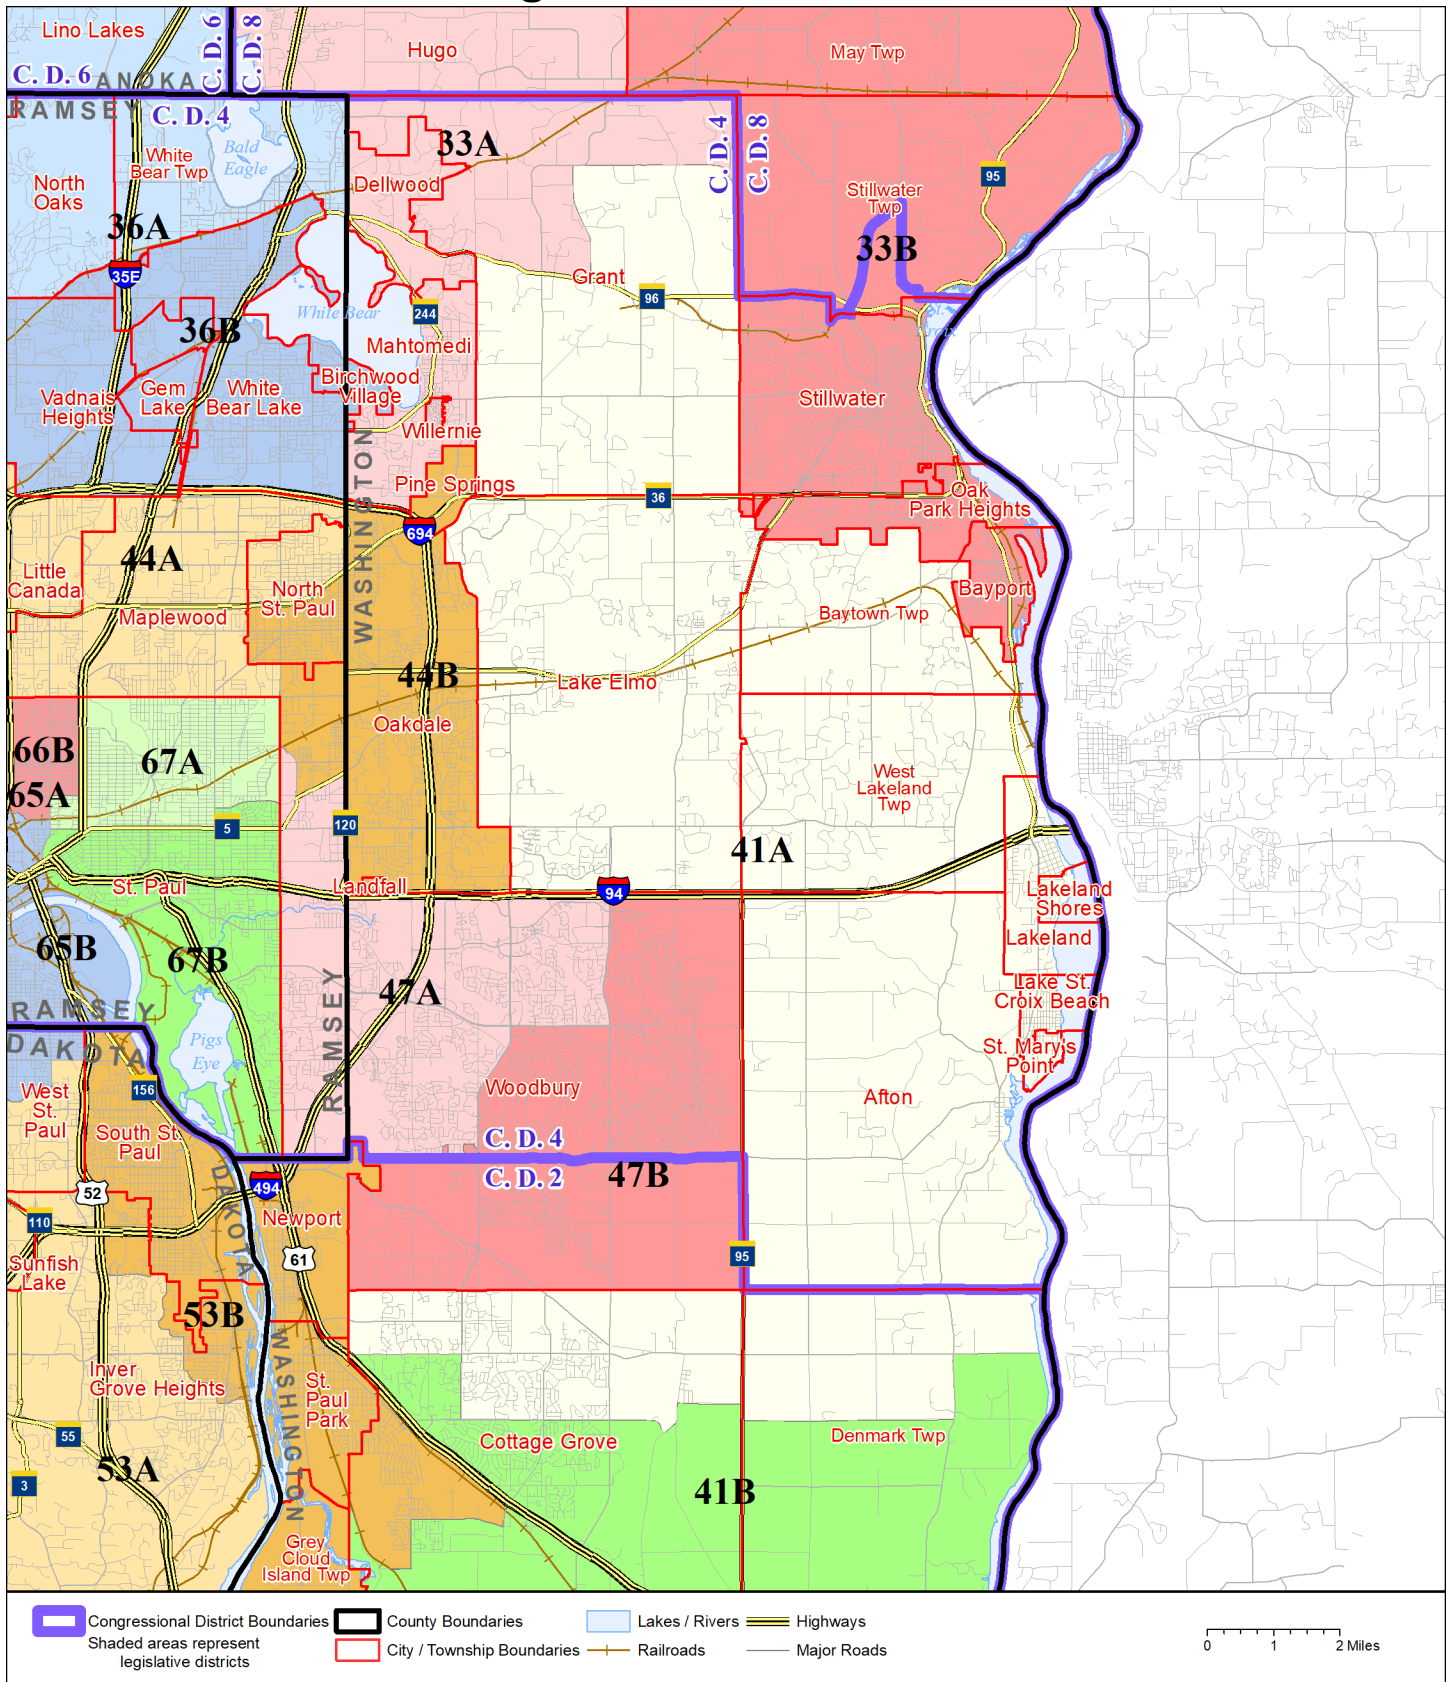 Lino Lakes
C. D. 6
C. D. 8
Hugo
May Twp
C. D. 6
ANOKA
RAMSEY
C. D. 4
Bald
Eagle
White
Bear Twp
33A
C. D. 4
C. D. 8
North
Oaks
Dellwood
95
Stillwater
Twp
36A
33B
35E
Grant
96
White Bear
244
St.
Croix
36B
Mahtomedi
Birchwood
Village
Gem
Lake
White
Bear Lake
Vadnais
Heights
Stillwater
Willernie
Pine Springs
36
Oak
Park Heights
694
WASHINGTON
44A
Little
Canada
North
St. Paul
Maplewood
Bayport
Baytown Twp
44B
Lake Elmo
Oakdale
66B
67A
65A
West
Lakeland
Twp
5
120
41A
St. Paul
Landfall
94
Lakeland
Shores
65B
67B
Lakeland
47A
Lake St.
Croix Beach
RAMSEY
RAMSEY
DAKOTA
Pigs
Eye
St. Mary's
Point
156
Woodbury
Afton
West
St.
Paul
South St.
Paul
C. D. 4
C. D. 2
47B
52
494
DAKOTA
110
Newport
61
95
Sunfish
Lake
53B
WASHINGTON
Inver
Grove Heights
St.
Paul
Park
55
Cottage Grove
Denmark Twp
53A
3
41B
Grey
Cloud
Island Twp
Congressional District Boundaries
County Boundaries
Lakes / Rivers
Highways
Shaded areas represent
legislative districts
City / Township Boundaries
Railroads
Major Roads
0 1 2 Miles